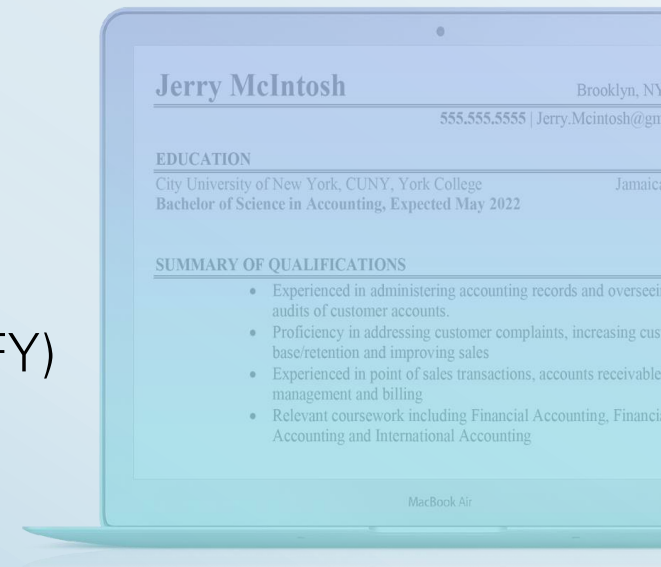 Jerry McIntosh
Brooklyn, NY
555.555.5555 | Jerry.Mcintosh@gm
EDUCATION
City University of New York, CUNY, York College Jamaica
Bachelor of Science in Accounting, Expected May 2022
SUMMARY OF QUALIFICATIONS
• Experienced in administering accounting records and overseein
audits of customer accounts.
• Proficiency in addressing customer complaints, increasing cus
base/retention and improving sales
• Experienced in point of sales transactions, accounts receivable
management and billing
• Relevant coursework including Financial Accounting, Financia
Accounting and International Accounting
FY)
MacBook Air